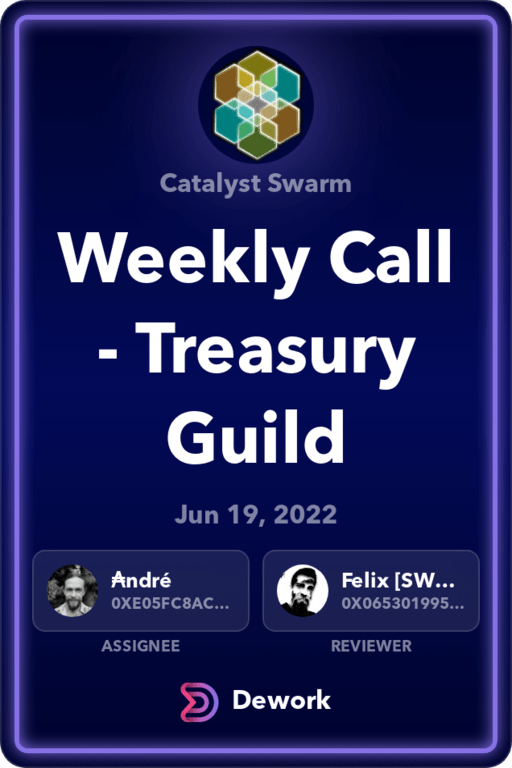 Catalyst Swarm
Weekly Call
- Treasury
Guild
Jun 19, 2022
₳ndré
0XE05FC8AC...
ASSIGNEE
Felix [SW...
0X065301995...
REVIEWER
Dework